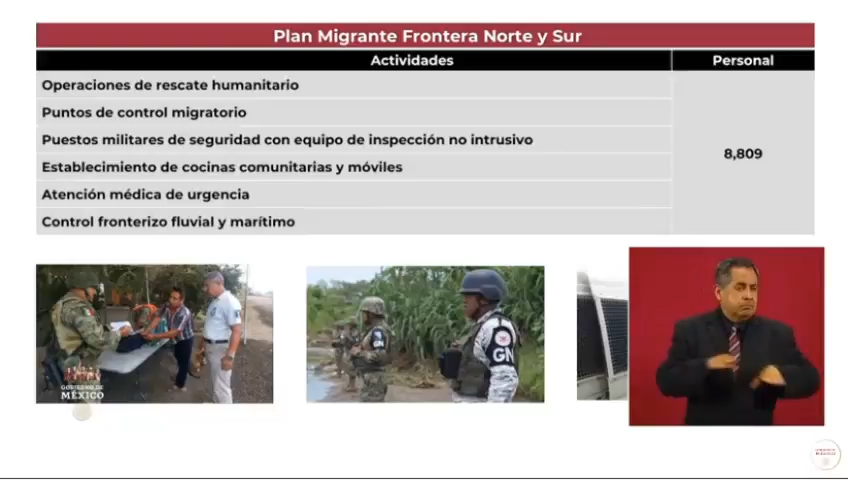 Plan Migrante Frontera Norte y Sur
Actividades
Personal
Operaciones de rescate humanitario
Puntos de control migratorio
Puestos militares de seguridad con equipo de inspección no intrusivo
Establecimiento de cocinas comunitarias y móviles
Atención médica de urgencia
Control fronterizo fluvial y marítimo
8,809
GOBIERNO DE
MÉXICO
GN
GN